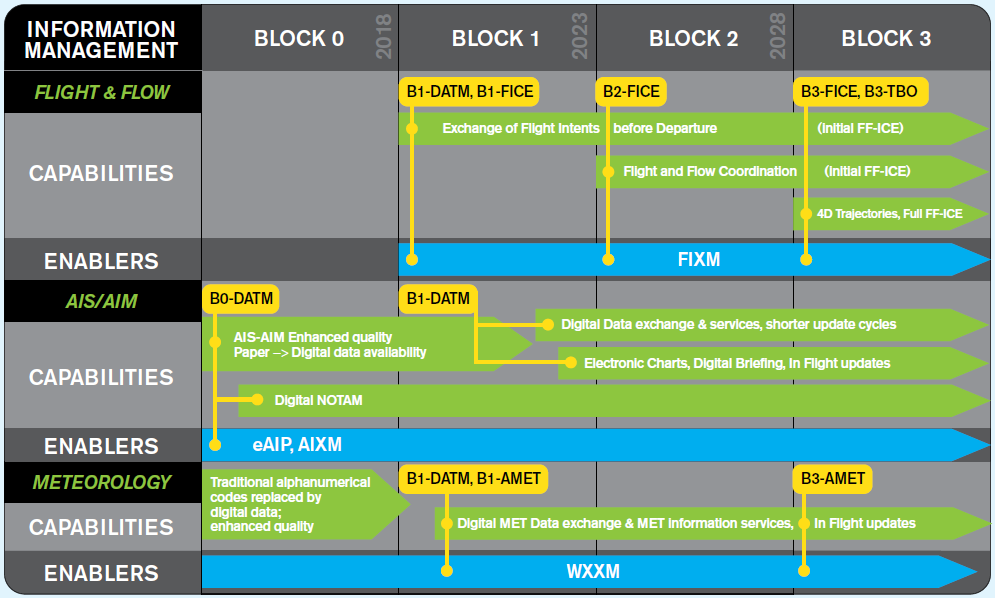 INFORMATION
MANAGEMENT
BLOCK 0
2018
BLOCK 1
2023
BLOCK 2
2028
BLOCK 3
FLIGHT & FLOW
B1-DATM, B1-FICE
B2-FICE
B3-FICE, B3-TBO
CAPABILITIES
Exchange of Flight Intents before Departure (Initial FF-ICE)
Flight and Flow Coordination (Initial FF-ICE)
4D Trajectories, Full FF-ICE
ENABLERS
FIXM
AIS/AIM
B0-DATM
B1-DATM
CAPABILITIES
AIS-AIM Enhanced quality
Paper –> Digital data availability
Digital Data exchange & services, shorter update cycles
Electronic Charts, Digital Briefing, In Flight updates
Digital NOTAM
ENABLERS
eAIP, AIXM
METEOROLOGY
B1-DATM, B1-AMET
B3-AMET
CAPABILITIES
Traditional alphanumerical
codes replaced by
digital data;
enhanced quality
Digital MET Data exchange & MET Information services, In Flight updates
ENABLERS
WXXM